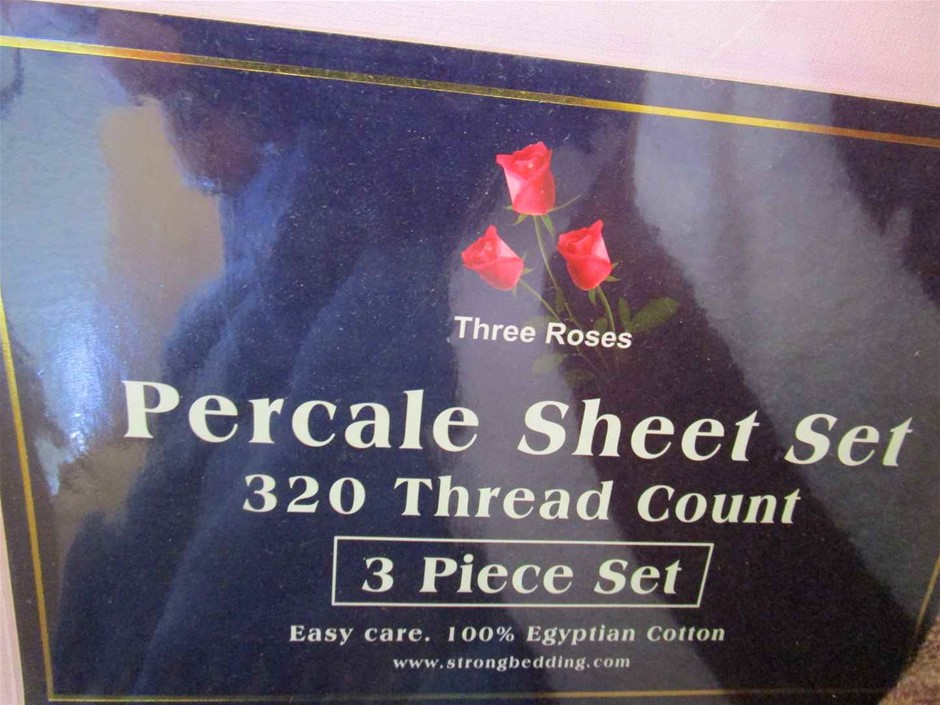 Three Roses
Percale Sheet Set
320 Thread Count
3 Piece Set
Easy care. 100% Egyptian Cotton
www.strongbedding.com